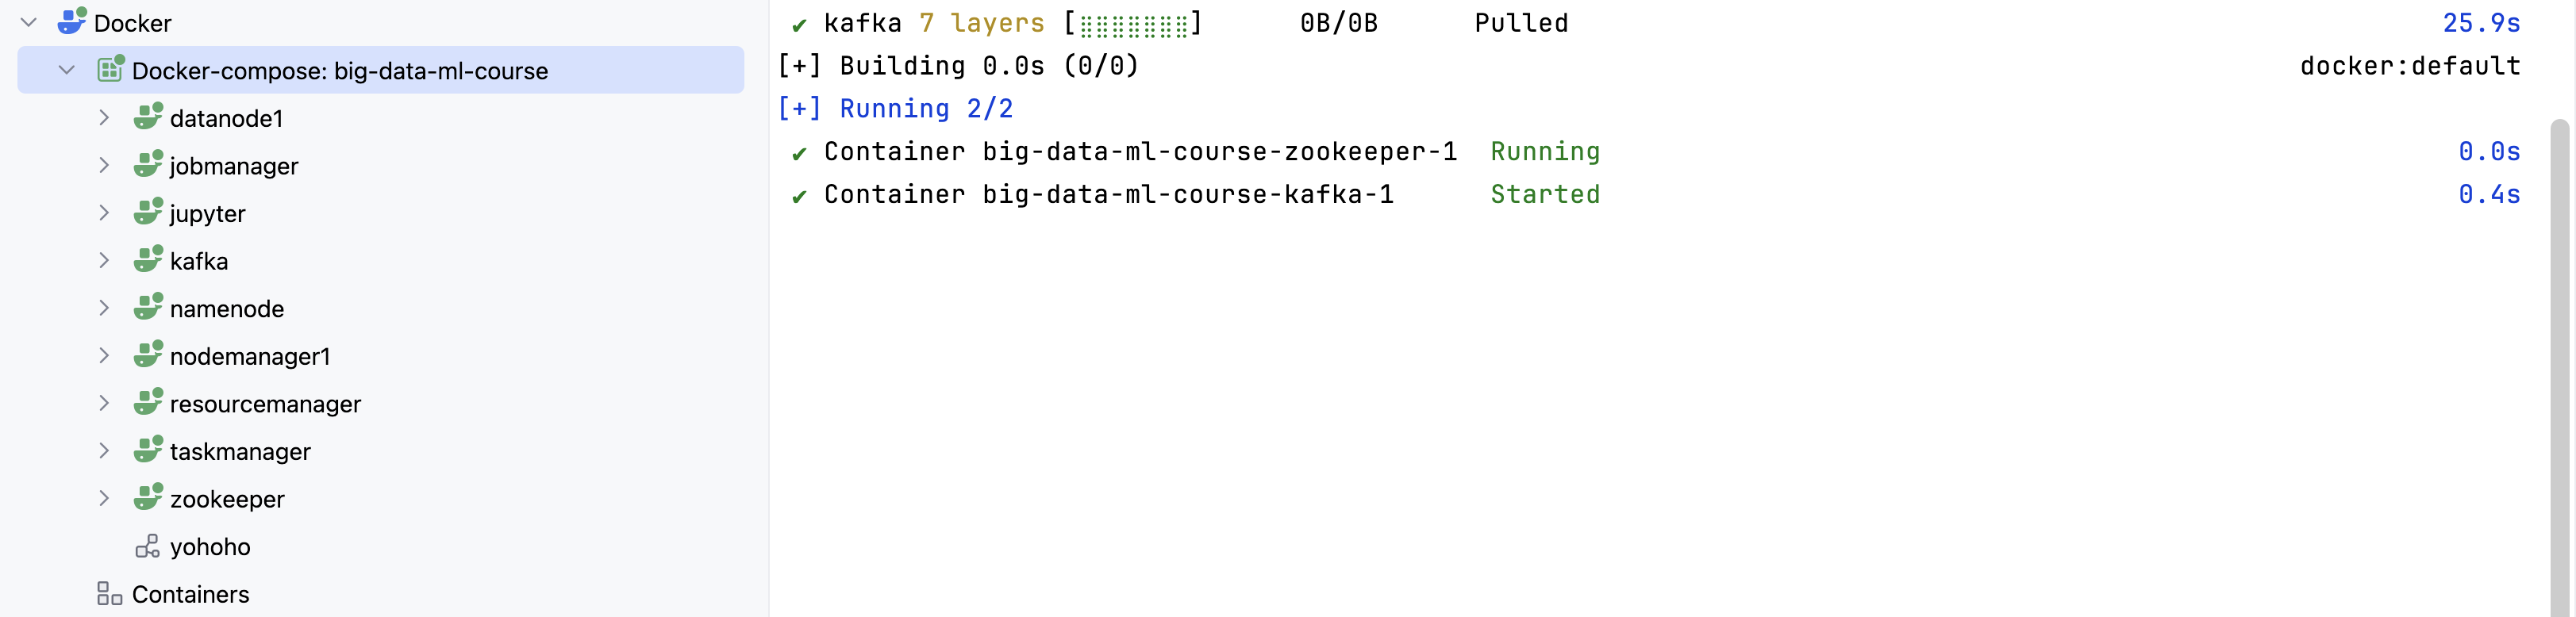 Docker
Docker-compose: big-data-ml-course
datanode1
jobmanager
jupyter
kafka
namenode
nodemanager1
resourcemanager
taskmanager
zookeeper
yohoho
Containers
✔ kafka 7 layers [⣿⣿⣿⣿⣿⣿⣿] 0B/0B Pulled 25.9s
[+] Building 0.0s (0/0) docker:default
[+] Running 2/2
✔ Container big-data-ml-course-zookeeper-1 Running 0.0s
✔ Container big-data-ml-course-kafka-1 Started 0.4s